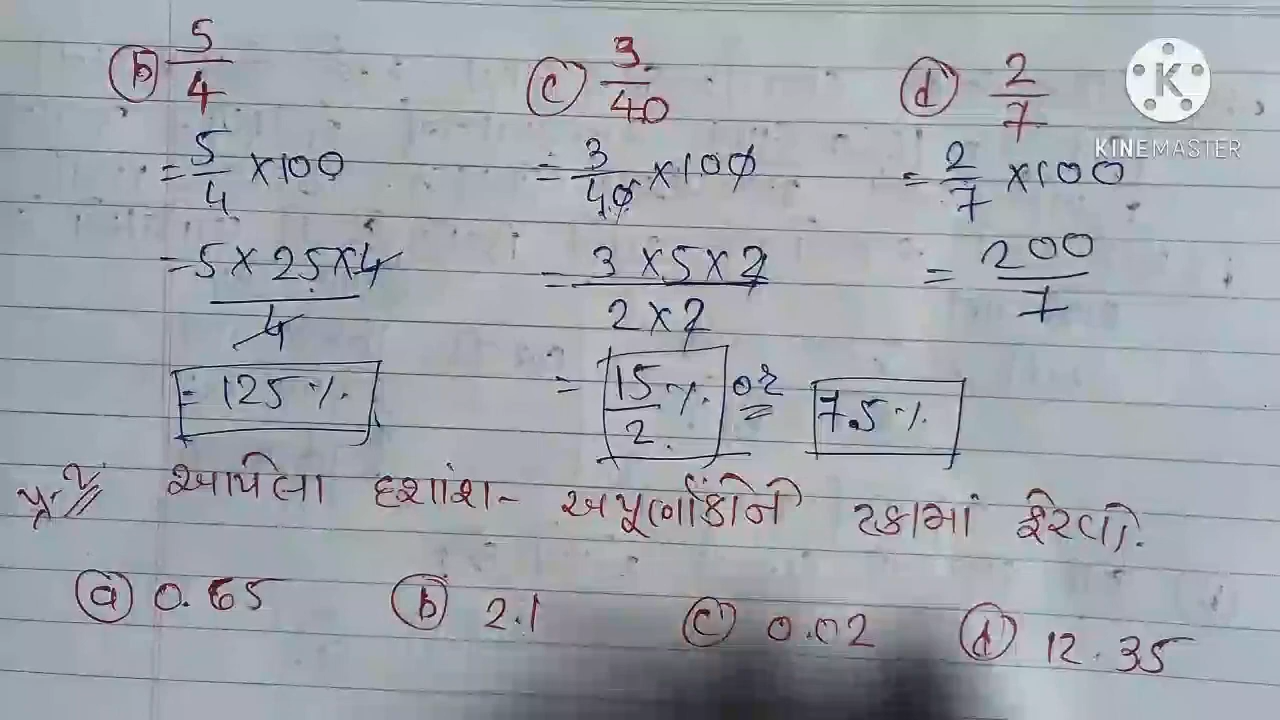 ⓑ 5/4 ⓒ 3/40 ⓓ 2/7
KINEMASTER
= 5/4 ×100 = 3/40 ×100 = 2/7 ×100
= 5×25×4/4 = 3×5×2/2×2 = 200/7
= 125% = 15/2 % or 7.5%
પ્ર-૨ આપેલા દશાંશ- અપૂર્ણાંકોને ટકામાં ફેરવો.
ⓐ 0.65 ⓑ 2.1 ⓒ 0.02 ⓓ 12.35